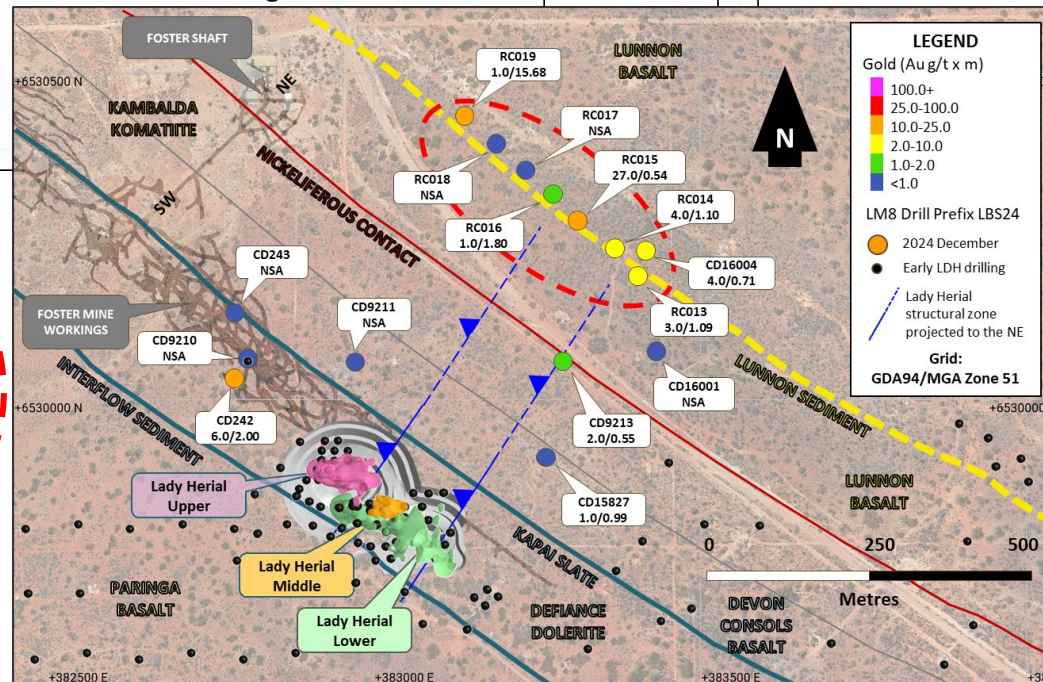 FOSTER SHAFT
+6530500 N
NE
KAMBALDA
KOMATIITE
SW
NICKELIFEROUS CONTACT
RC019
1.0/15.68
LUNNON
BASALT
RC017
NSA
RC018
NSA
RC015
27.0/0.54
RC014
4.0/1.10
RC016
1.0/1.80
CD16004
4.0/0.71
RC013
3.0/1.09
CD16001
NSA
N
LEGEND
Gold (Au g/t x m)
100.0+
25.0-100.0
10.0-25.0
2.0-10.0
1.0-2.0
<1.0
LM8 Drill Prefix LBS24
2024 December
Early LDH drilling
Lady Herial
structural zone
projected to the NE
Grid:
GDA94/MGA Zone 51
CD243
NSA
FOSTER MINE
WORKINGS
CD9210
NSA
CD9211
NSA
CD242
6.0/2.00
+6530000 N
+6530000
INTERFLOW SEDIMENT
LUNNON SEDIMENT
CD9213
2.0/0.55
CD15827
1.0/0.99
LUNNON
BASALT
Lady Herial
Upper
Lady Herial
Middle
Lady Herial
Lower
KAPAI SLATE
PARINGA
BASALT
DEFIANCE
DOLERITE
DEVON
CONSOLS
BASALT
0 250 500
Metres
+382500 E
+383000 E
+383500 E